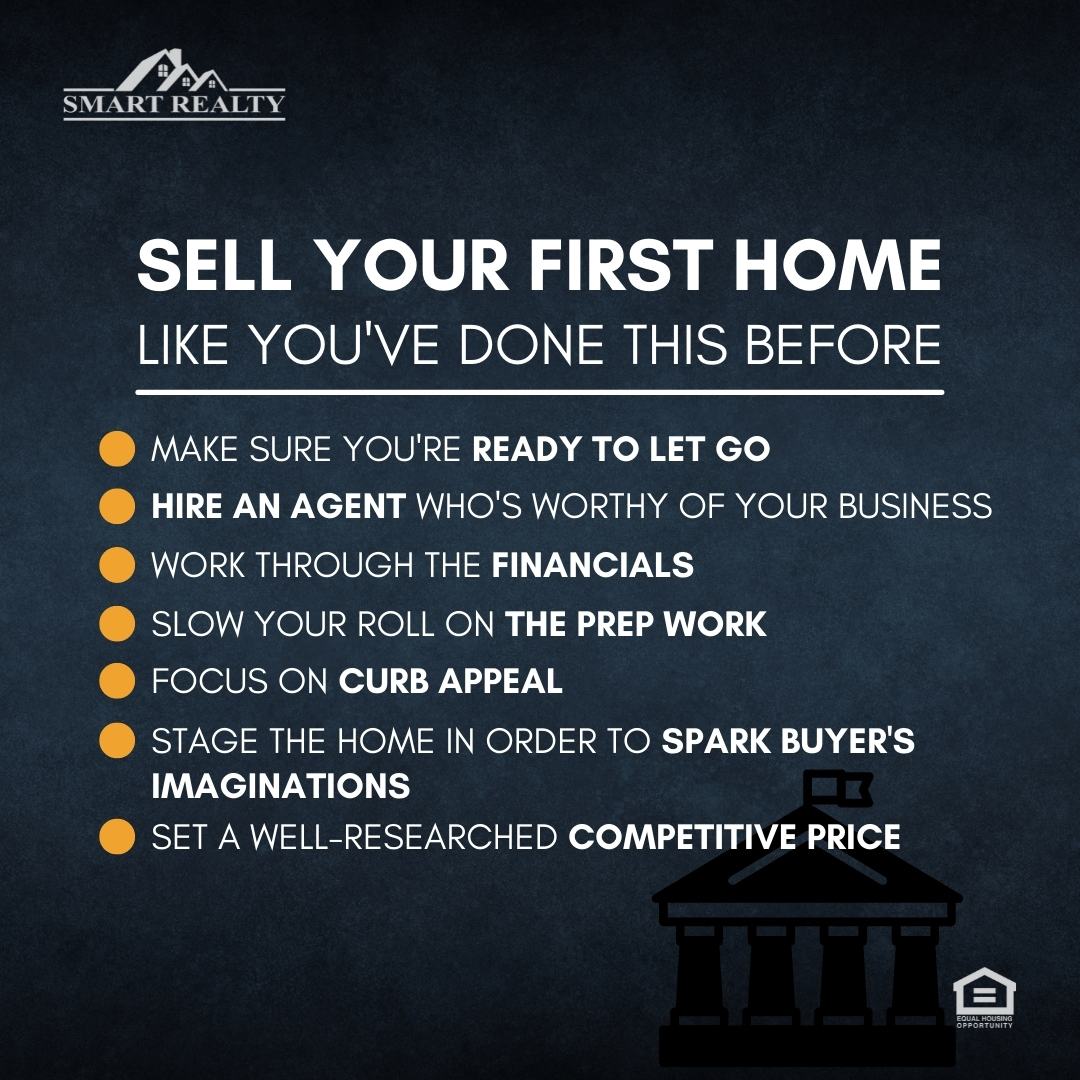 SMART REALTY
SELL YOUR FIRST HOME
LIKE YOU'VE DONE THIS BEFORE
MAKE SURE YOU'RE READY TO LET GO
HIRE AN AGENT WHO'S WORTHY OF YOUR BUSINESS
WORK THROUGH THE FINANCIALS
SLOW YOUR ROLL ON THE PREP WORK
FOCUS ON CURB APPEAL
STAGE THE HOME IN ORDER TO SPARK BUYER'S
IMAGINATIONS
SET A WELL-RESEARCHED COMPETITIVE PRICE
EQUAL HOUSING
OPPORTUNITY